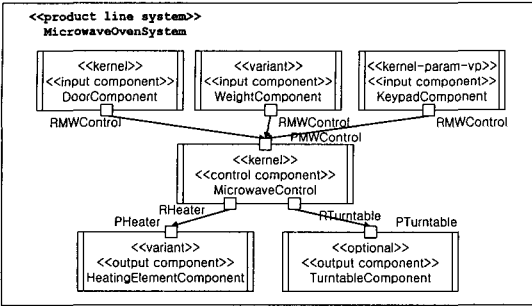 <<product line system>>
MicrowaveOvenSystem
<<kernel>>
<<input component>>
DoorComponent
<<variant>>
<<input component>>
WeightComponent
<<kernel-param-vp>>
<<input component>>
KeypadComponent
RMWControl
RMWControl
RMWControl
PMWControl
<<kernel>>
<<control component>>
MicrowaveControl
RHeater
RTurntable
PHeater
PTurntable
<<variant>>
<<output component>>
HeatingElementComponent
<<optional>>
<<output component>>
TurntableComponent